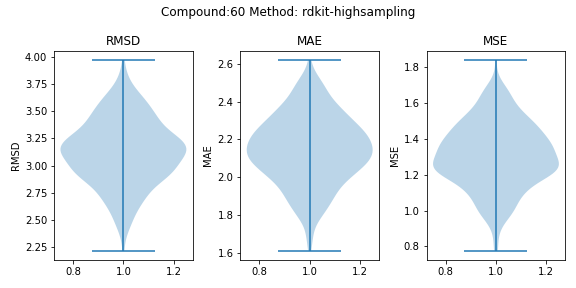 Compound:60 Method: rdkit-highsampling
RMSD
MAE
MSE
RMSD
4.00
3.75
3.50
3.25
3.00
2.75
2.50
2.25
0.8 1.0 1.2
MAE
2.6
2.4
2.2
2.0
1.8
1.6
0.8 1.0 1.2
MSE
1.8
1.6
1.4
1.2
1.0
0.8
0.8 1.0 1.2